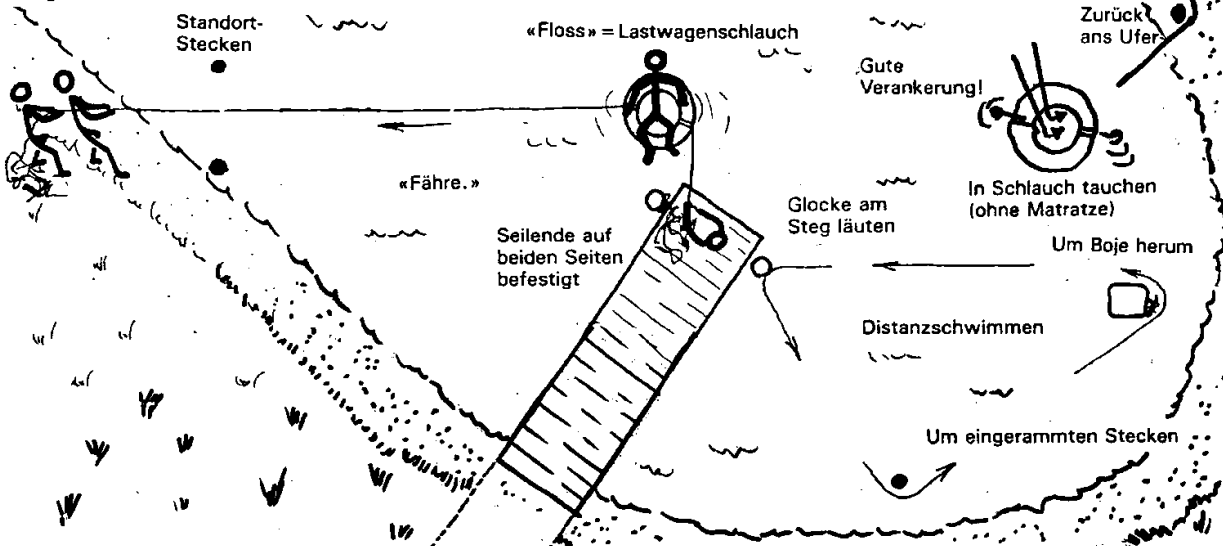 Standort-
Stecken
«Floss» = Lastwagenschlauch
Zurück
ans Ufer
Gute
Verankerung!
«Fähre.»
In Schlauch tauchen
(ohne Matratze)
Glocke am
Steg läuten
Seilende auf
beiden Seiten
befestigt
Um Boje herum
Distanzschwimmen
Um eingerammten Stecken